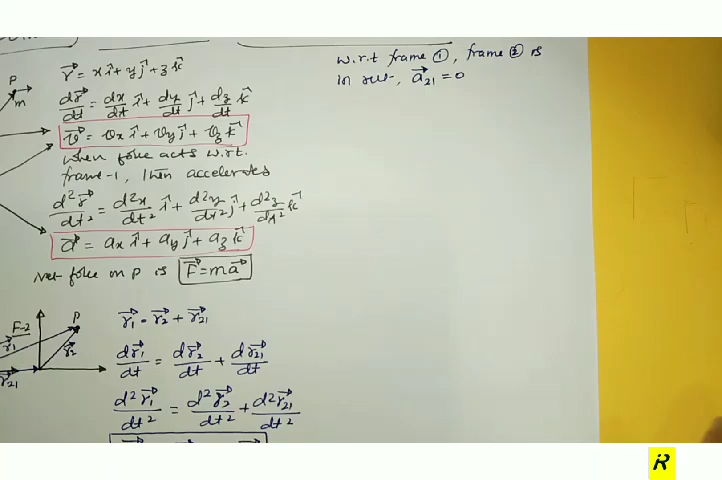 P
m
r⃗ = x i⃗ + y j⃗ + z k⃗
dr⃗/dt = dx/dt i⃗ + dy/dt j⃗ + dz/dt k⃗
v⃗ = vx i⃗ + vy j⃗ + vz k⃗
when force acts w.r.t.
frame-1, then accelerates
d²r⃗/dt² = d²x/dt² i⃗ + d²y/dt² j⃗ + d²z/dt² k⃗
a⃗ = ax i⃗ + ay j⃗ + az k⃗
Net force on P is F⃗ = ma⃗
F-2
P
r⃗1
r⃗2
r⃗21
r⃗1 = r⃗2 + r⃗21
dr⃗1/dt = dr⃗2/dt + dr⃗21/dt
d²r⃗1/dt² = d²r⃗2/dt² + d²r⃗21/dt²
w.r.t frame ①, frame ② is
in rest, a⃗21 = 0
R